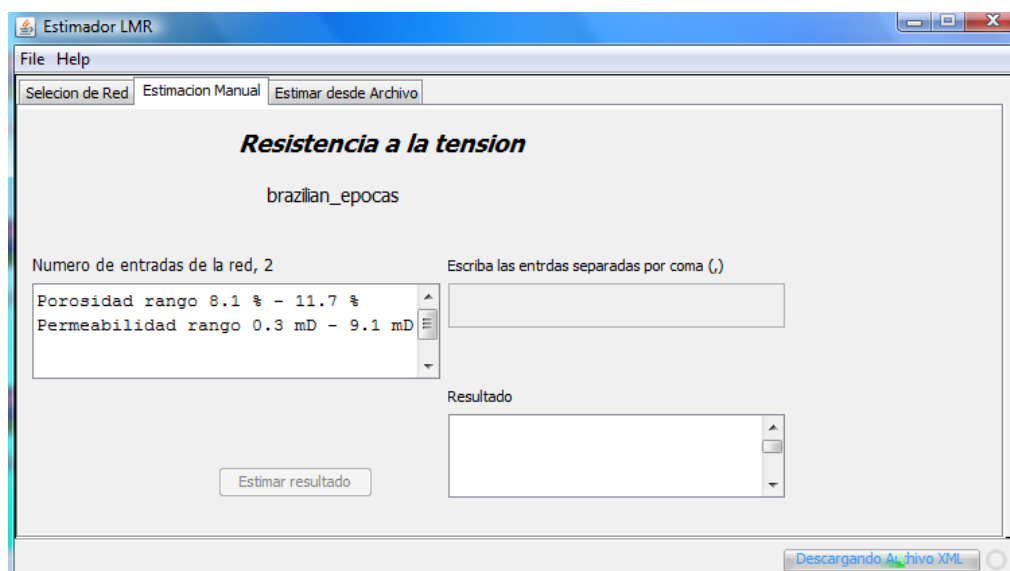 Estimador LMR
File Help
Selecion de Red Estimacion Manual Estimar desde Archivo
Resistencia a la tension
brazilian_epocas
Numero de entradas de la red, 2
Escriba las entrdas separadas por coma (,)
Porosidad rango 8.1 % - 11.7 %
Permeabilidad rango 0.3 mD - 9.1 mD
Resultado
Estimar resultado
Descargando Archivo XML